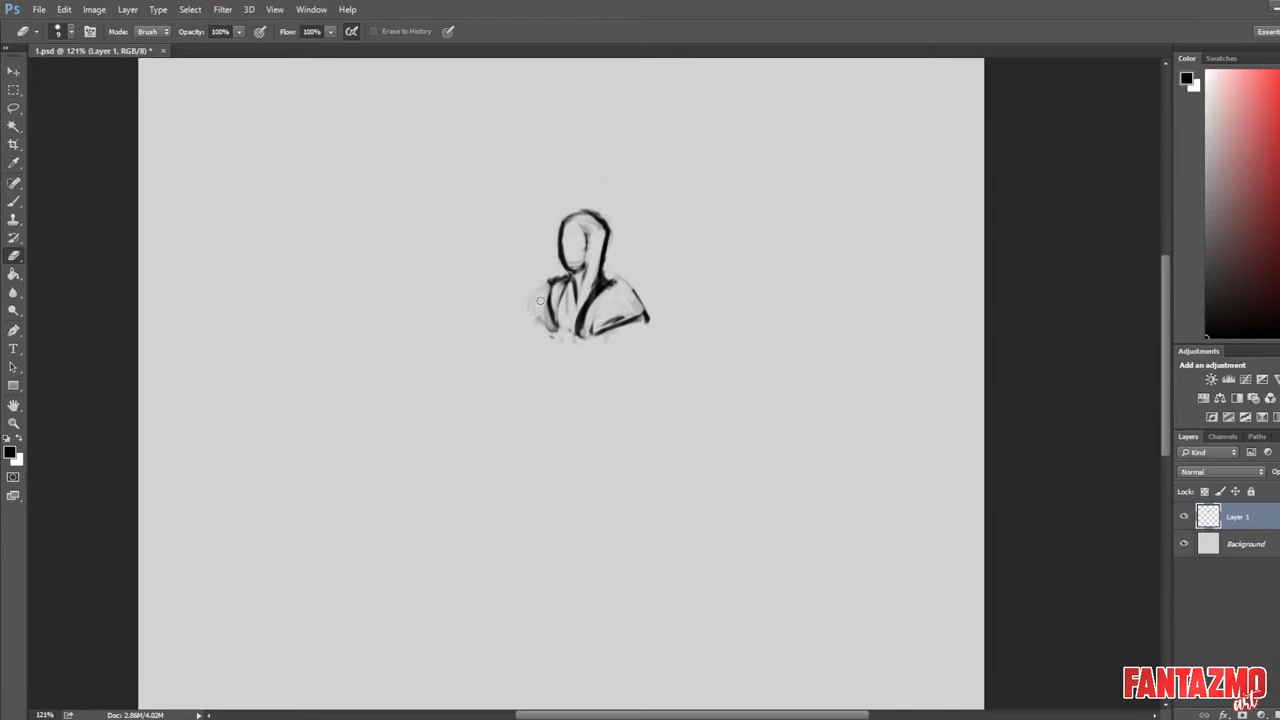 Ps File Edit Image Layer Type Select Filter 3D View Window Help
9 Mode: Brush Opacity: 100% Flow: 100% Erase to History Essenti
1.psd @ 121% (Layer 1, RGB/8) * ×
Color Swatches
Adjustments
Add an adjustment
Layers Channels Paths
Kind
Normal Op
Lock:
Layer 1
Background
FANTAZMO
art
121% Doc: 2.86M/4.02M